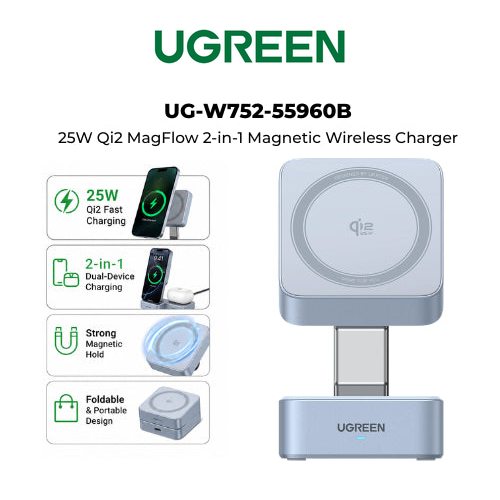 UGREEN
UG-W752-55960B
25W Qi2 MagFlow 2-in-1 Magnetic Wireless Charger
25W
Qi2 Fast
Charging
2-in-1
Dual-Device
Charging
Strong
Magnetic
Hold
Foldable
& Portable
Design
qi2
UGREEN